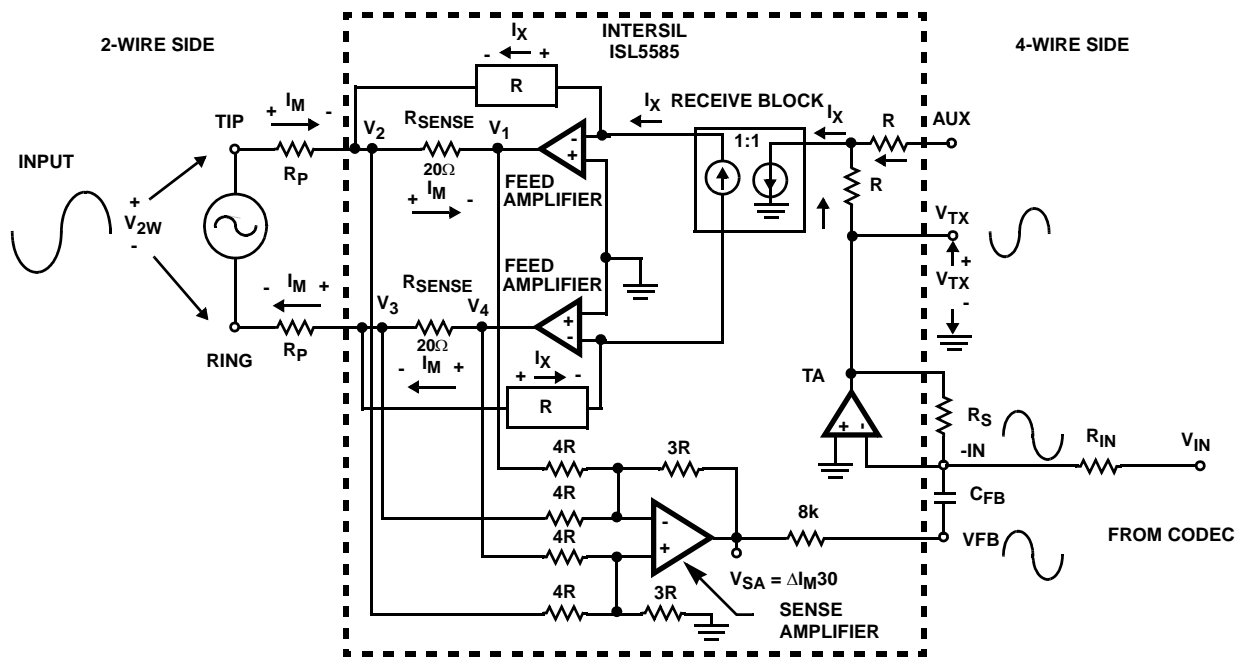 2-WIRE SIDE
INTERSIL
ISL5585
4-WIRE SIDE
INPUT
+
V2W
-
TIP
RING
+ IM -
RP
- IM +
RP
IX
- +
R
V2
RSENSE
V1
20Ω
+ IM -
FEED
AMPLIFIER
-
+
IX
RECEIVE BLOCK
1:1
IX
R
AUX
R
VTX
+
VTX
-
V3
RSENSE
V4
20Ω
- IM +
FEED
AMPLIFIER
+
-
IX
+ -
R
TA
+ -
RS
-IN
RIN
VIN
CFB
VFB
FROM CODEC
4R
3R
4R
4R
4R
3R
-
+
8k
VSA = ΔIM30
SENSE
AMPLIFIER